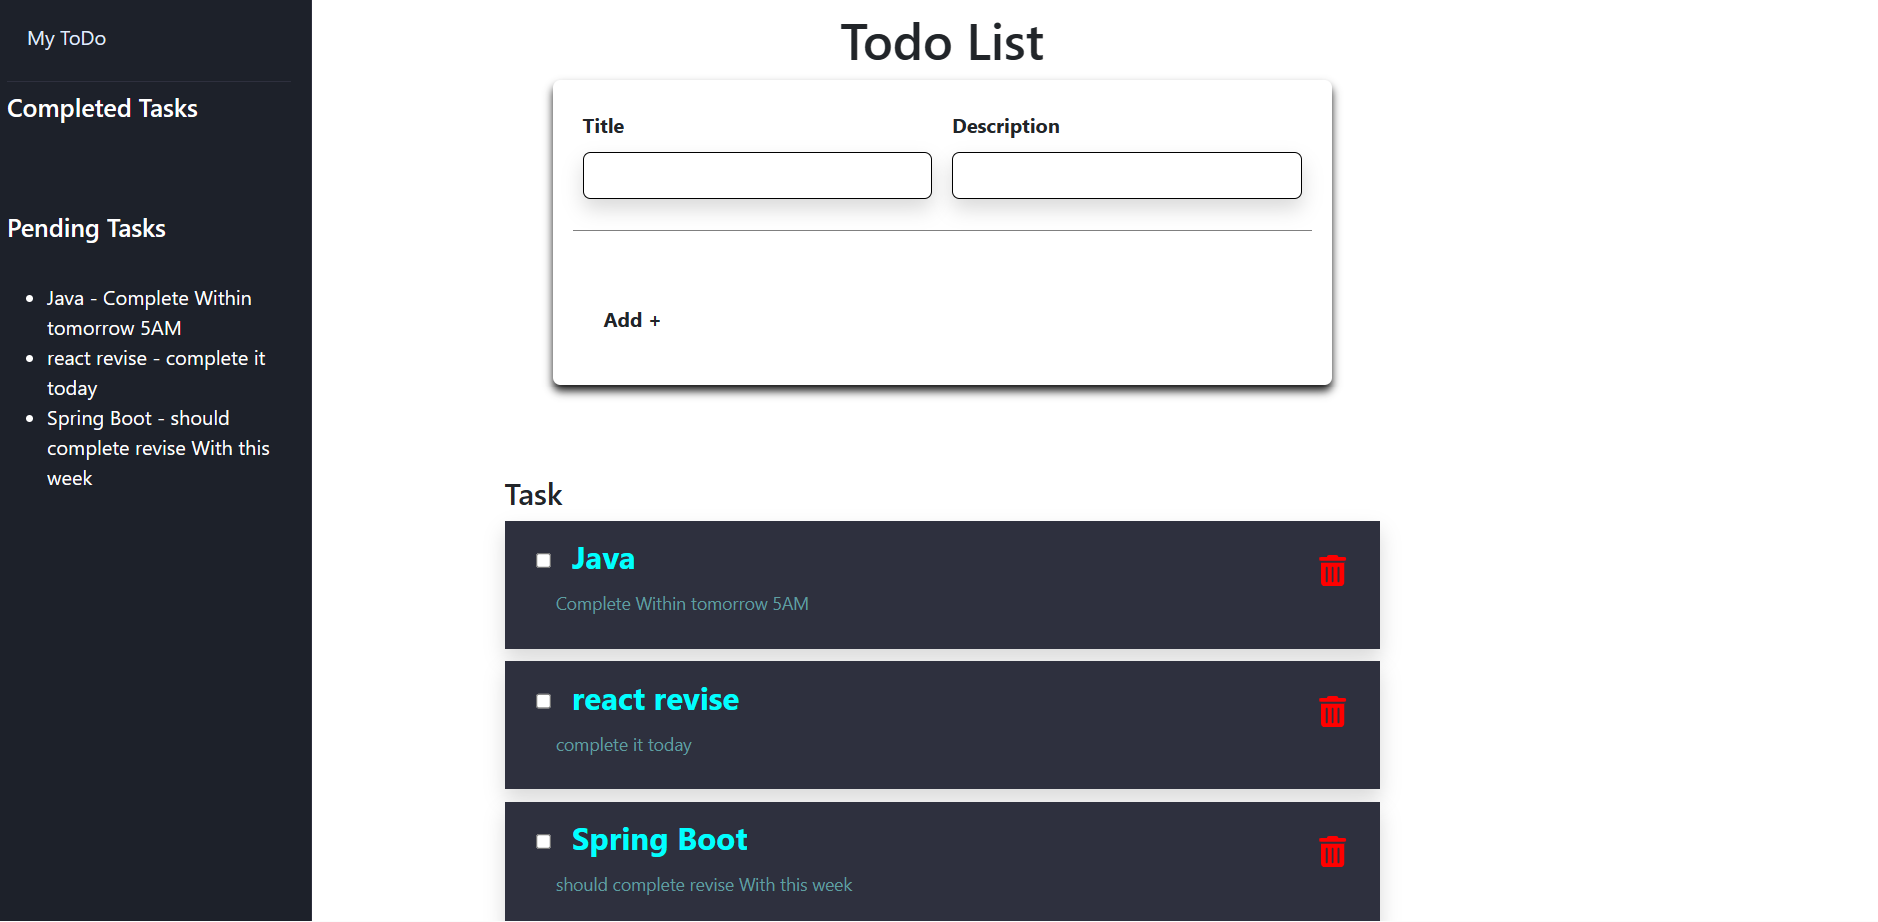 My ToDo
Completed Tasks
Pending Tasks
Java - Complete Within
tomorrow 5AM
react revise - complete it
today
Spring Boot - should
complete revise With this
week
Todo List
Title
Description
Add +
Task
Java
Complete Within tomorrow 5AM
react revise
complete it today
Spring Boot
should complete revise With this week